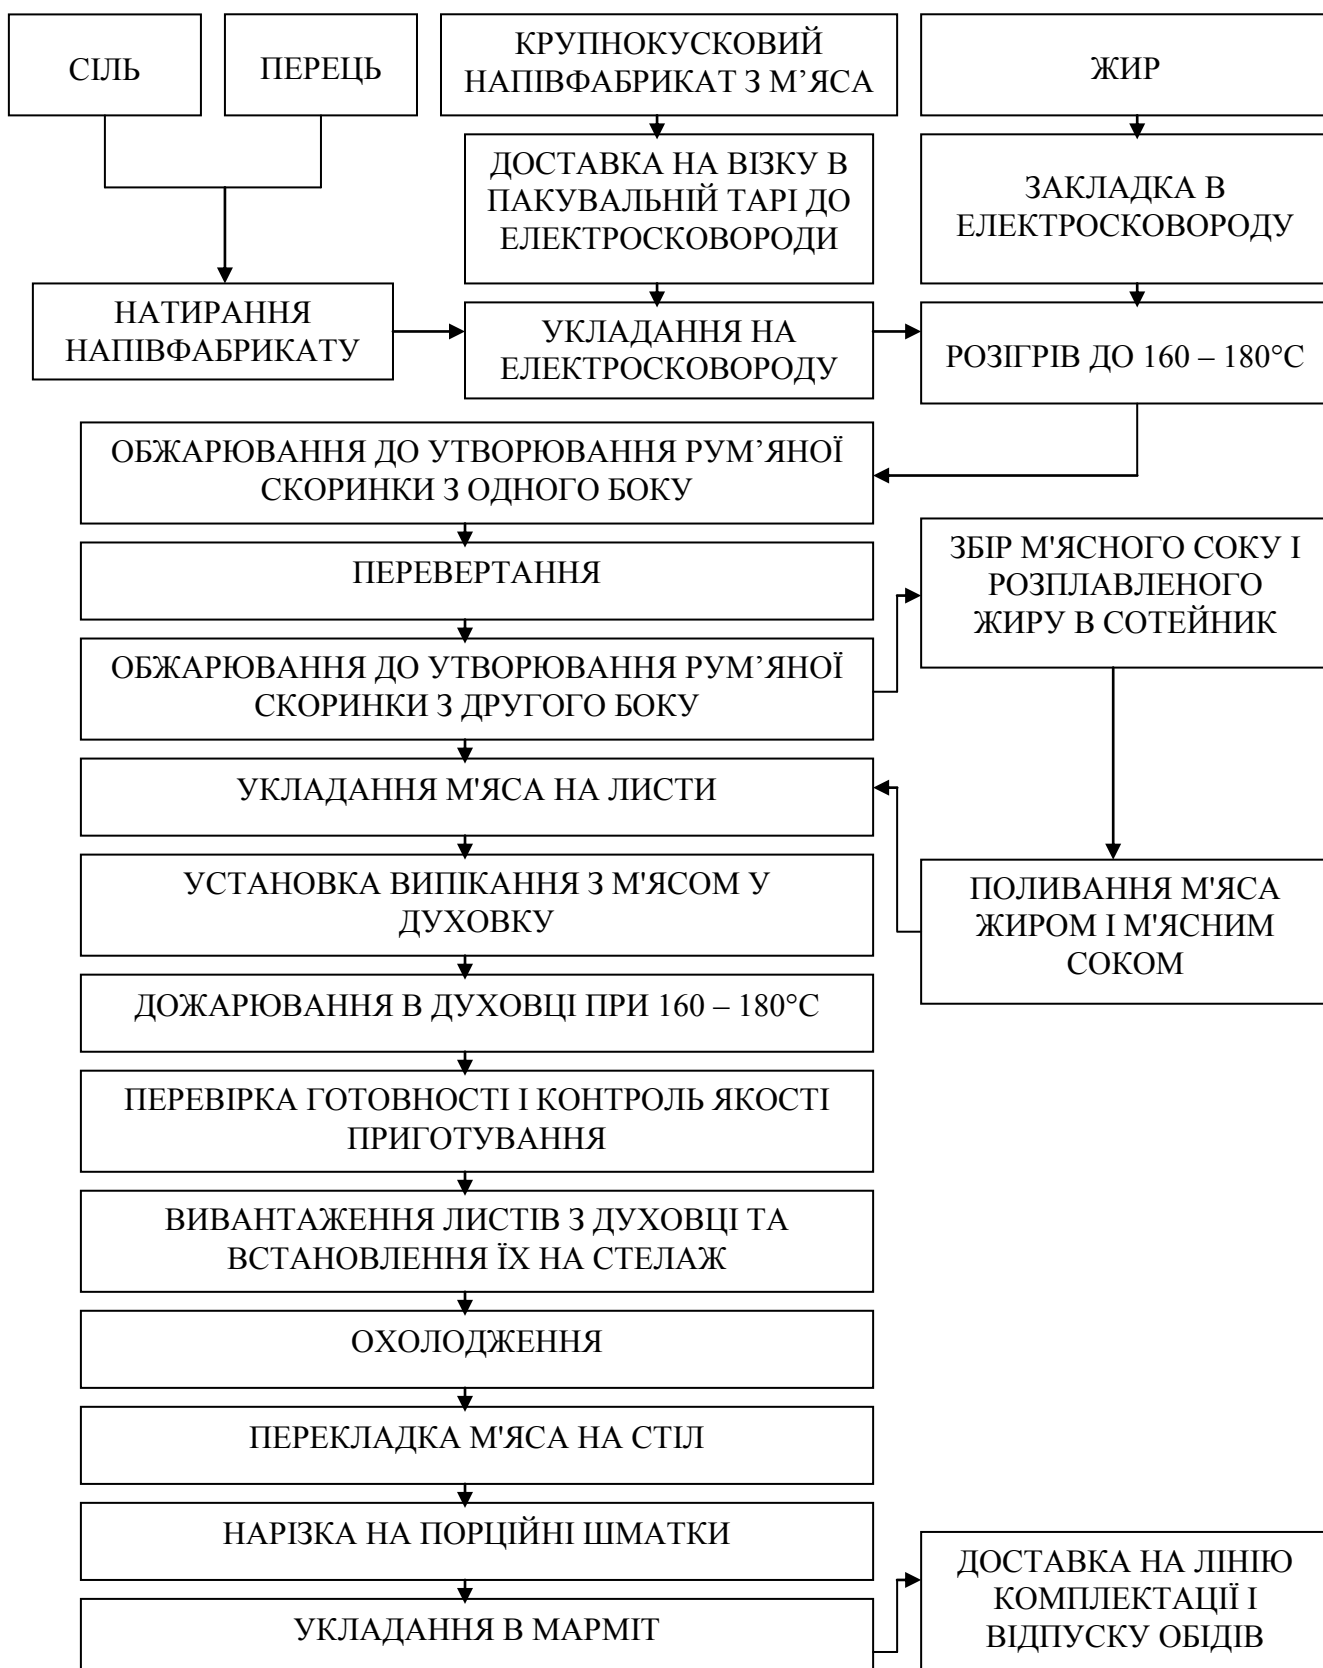 СІЛЬ
ПЕРЕЦЬ
КРУПНОКУСКОВИЙ
НАПІВФАБРИКАТ З М’ЯСА
ЖИР
ДОСТАВКА НА ВІЗКУ В
ПАКУВАЛЬНІЙ ТАРІ ДО
ЕЛЕКТРОСКОВОРОДИ
ЗАКЛАДКА В
ЕЛЕКТРОСКОВОРОДУ
НАТИРАННЯ
НАПІВФАБРИКАТУ
УКЛАДАННЯ НА
ЕЛЕКТРОСКОВОРОДУ
РОЗІГРІВ ДО 160 – 180°С
ОБЖАРЮВАННЯ ДО УТВОРЮВАННЯ РУМ’ЯНОЇ
СКОРИНКИ З ОДНОГО БОКУ
ПЕРЕВЕРТАННЯ
ЗБІР М'ЯСНОГО СОКУ І
РОЗПЛАВЛЕНОГО
ЖИРУ В СОТЕЙНИК
ОБЖАРЮВАННЯ ДО УТВОРЮВАННЯ РУМ’ЯНОЇ
СКОРИНКИ З ДРУГОГО БОКУ
УКЛАДАННЯ М'ЯСА НА ЛИСТИ
УСТАНОВКА ВИПІКАННЯ З М'ЯСОМ У
ДУХОВКУ
ПОЛИВАННЯ М'ЯСА
ЖИРОМ І М'ЯСНИМ
СОКОМ
ДОЖАРЮВАННЯ В ДУХОВЦІ ПРИ 160 – 180°С
ПЕРЕВІРКА ГОТОВНОСТІ І КОНТРОЛЬ ЯКОСТІ
ПРИГОТУВАННЯ
ВИВАНТАЖЕННЯ ЛИСТІВ З ДУХОВЦІ ТА
ВСТАНОВЛЕННЯ ЇХ НА СТЕЛАЖ
ОХОЛОДЖЕННЯ
ПЕРЕКЛАДКА М'ЯСА НА СТІЛ
НАРІЗКА НА ПОРЦІЙНІ ШМАТКИ
УКЛАДАННЯ В МАРМІТ
ДОСТАВКА НА ЛІНІЮ
КОМПЛЕКТАЦІЇ І
ВІДПУСКУ ОБІДІВ